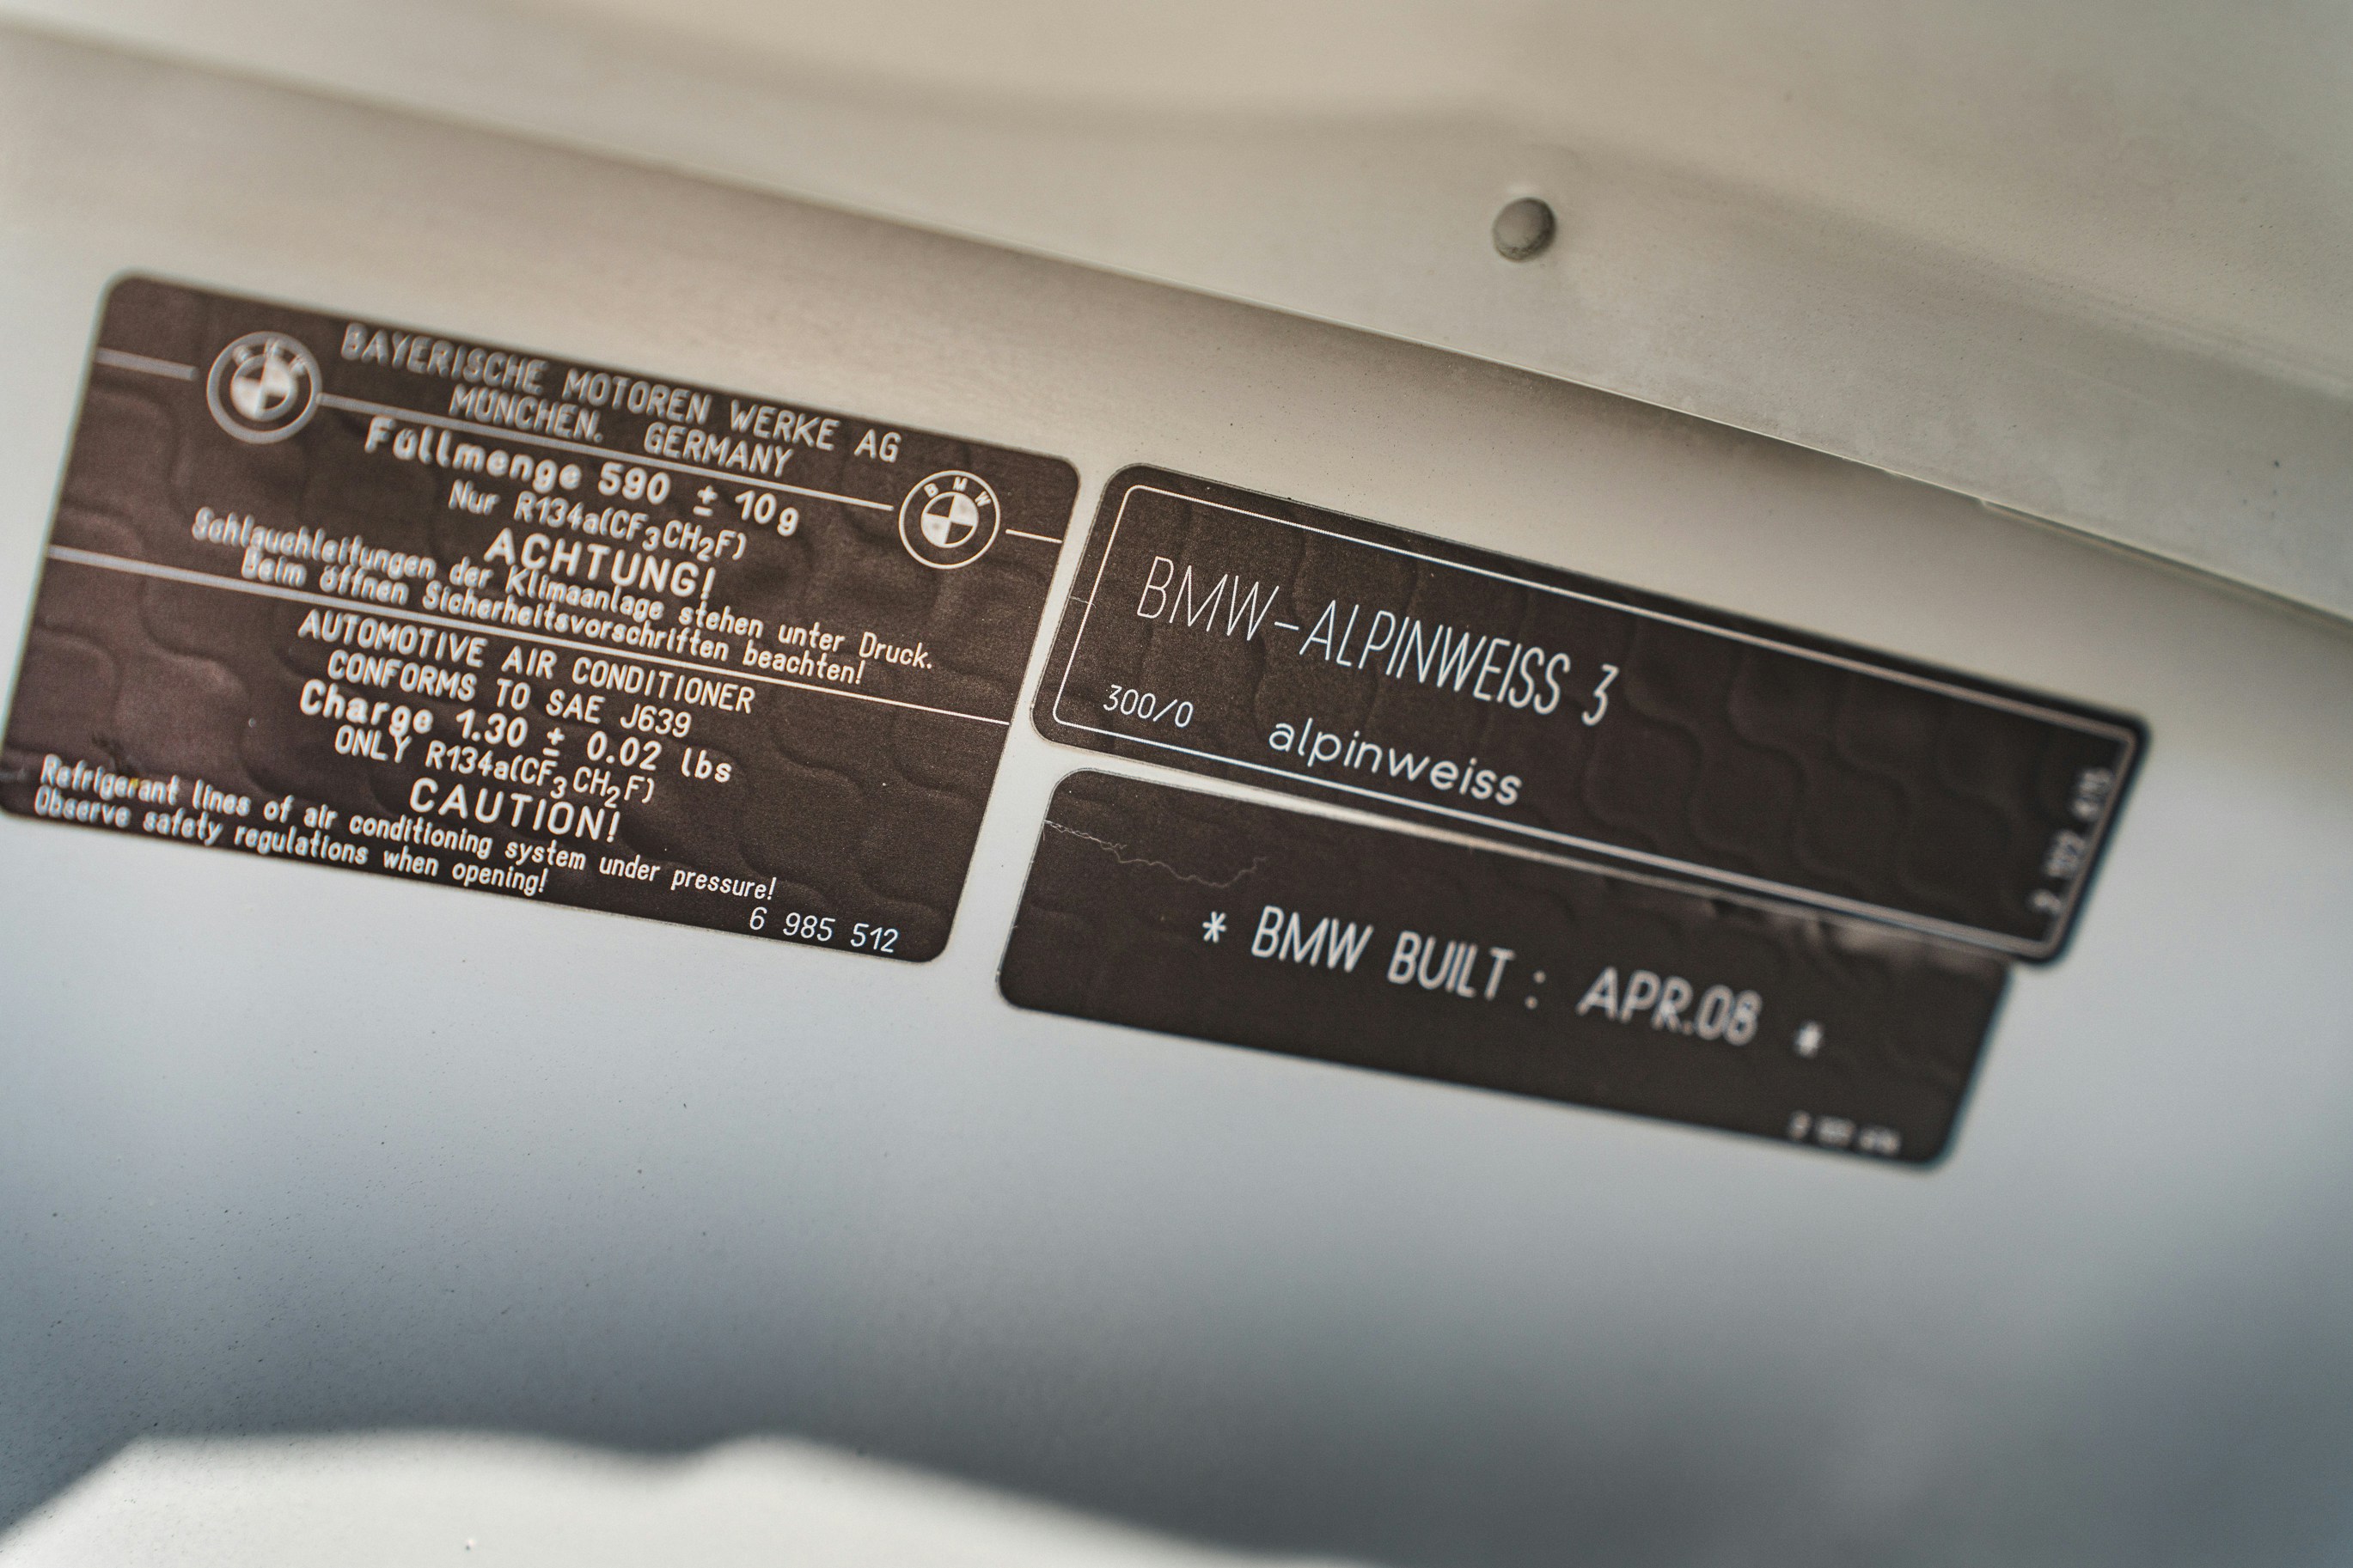 BAYERISCHE MOTOREN WERKE AG
MÜNCHEN. GERMANY
Füllmenge 590 ± 10g
Nur R134a(CF₃CH₂F)
ACHTUNG!
Schlauchleitungen der Klimaanlage stehen unter Druck.
Beim öffnen Sicherheitsvorschriften beachten!
AUTOMOTIVE AIR CONDITIONER
CONFORMS TO SAE J639
Charge 1.30 ± 0.02 lbs
ONLY R134a(CF₃CH₂F)
CAUTION!
Refrigerant lines of air conditioning system under pressure!
Observe safety regulations when opening!
6 985 512
BMW
BMW-ALPINWEISS 3
300/0 alpinweiss
* BMW BUILT : APR.08 *